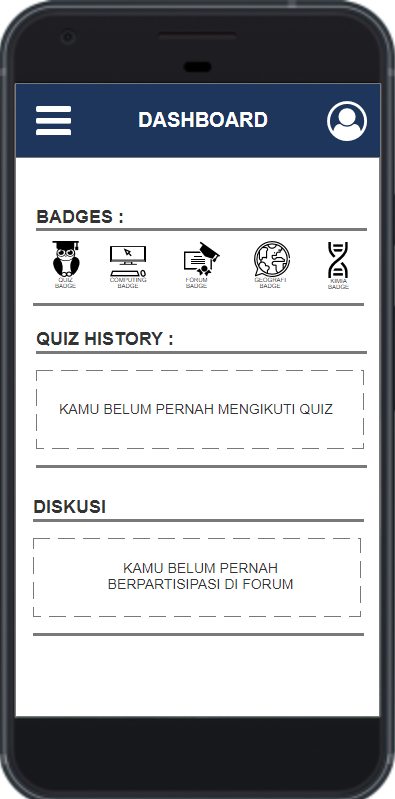 DASHBOARD
BADGES :
QUIZ
BADGE
COMPUTING
BADGE
FORUM
BADGE
GEOGRAFI
BADGE
KIMIA
BADGE
QUIZ HISTORY :
KAMU BELUM PERNAH MENGIKUTI QUIZ
DISKUSI
KAMU BELUM PERNAH
BERPARTISIPASI DI FORUM